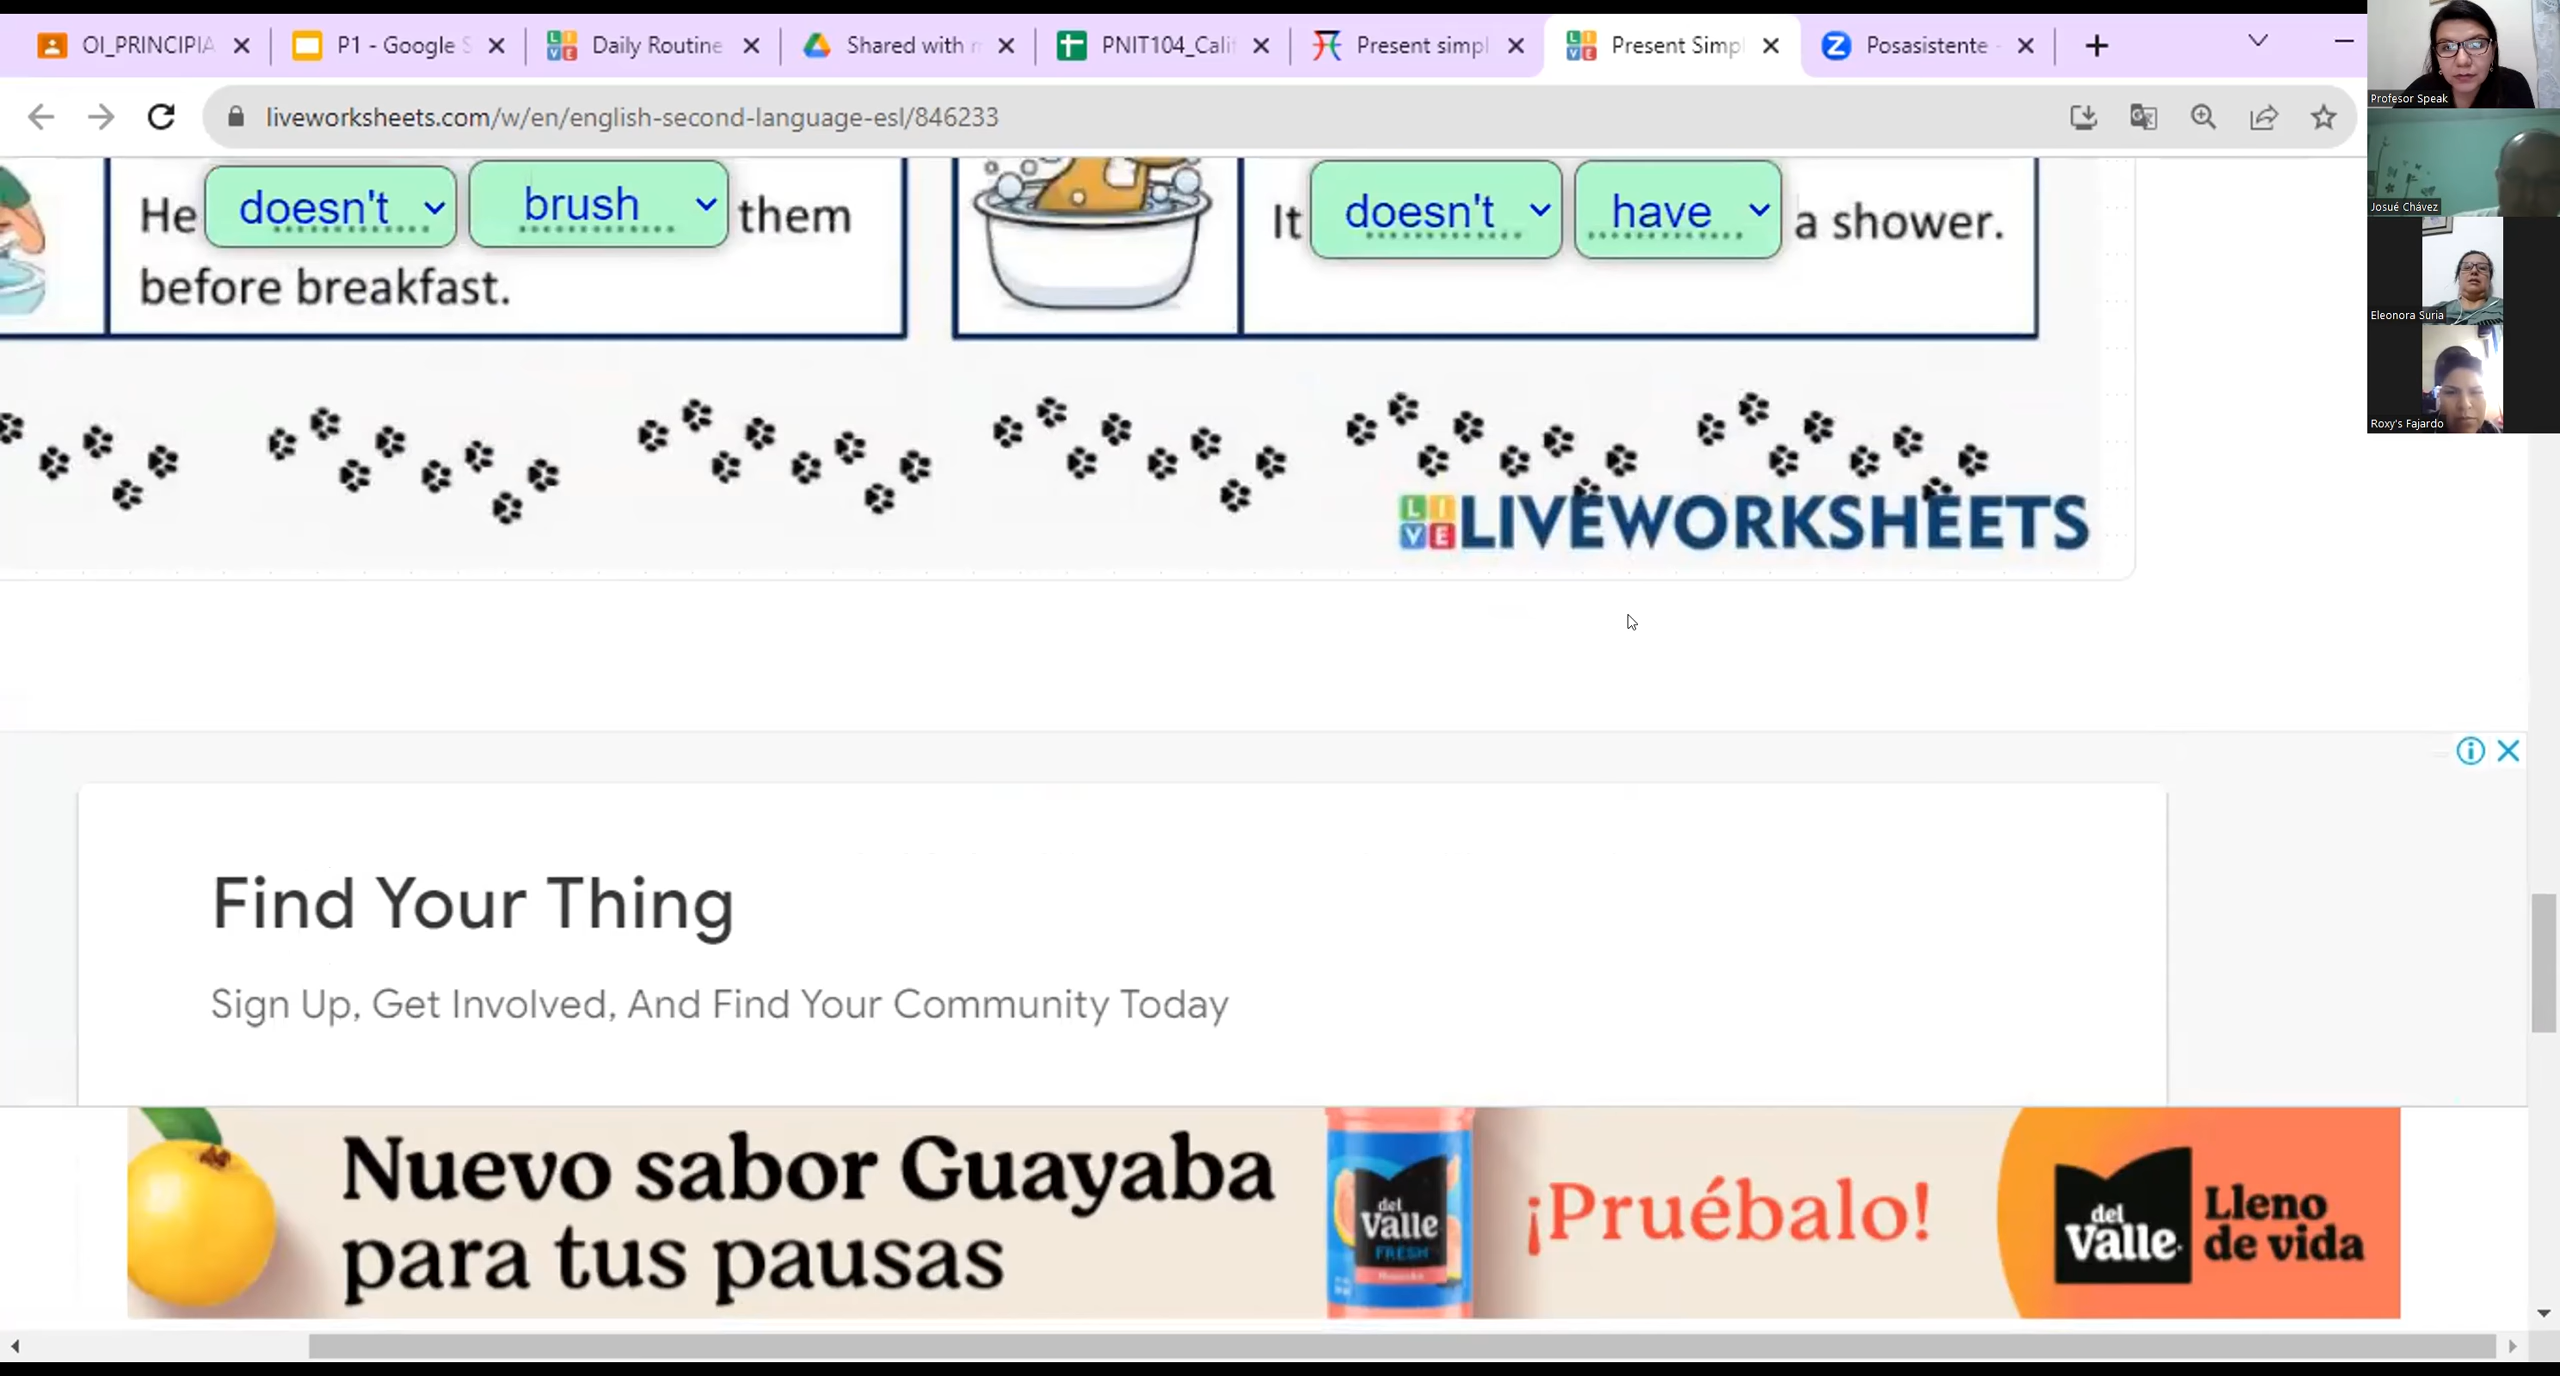 OI_PRINCIPIA
P1 - Google S
Daily Routine
Shared with m
PNIT104_Cali
Present simpl
Present Simp
Posasistente
liveworksheets.com/w/en/english-second-language-esl/846233
Profesor Speak
Josué Chávez
Eleonora Suria
Roxy's Fajardo
He doesn't brush them
before breakfast.
It doesn't have a shower.
LIVE LIVEWORKSHEETS
Find Your Thing
Sign Up, Get Involved, And Find Your Community Today
Nuevo sabor Guayaba
para tus pausas
del Valle FRESH
¡Pruébalo!
del Valle
Lleno
de vida